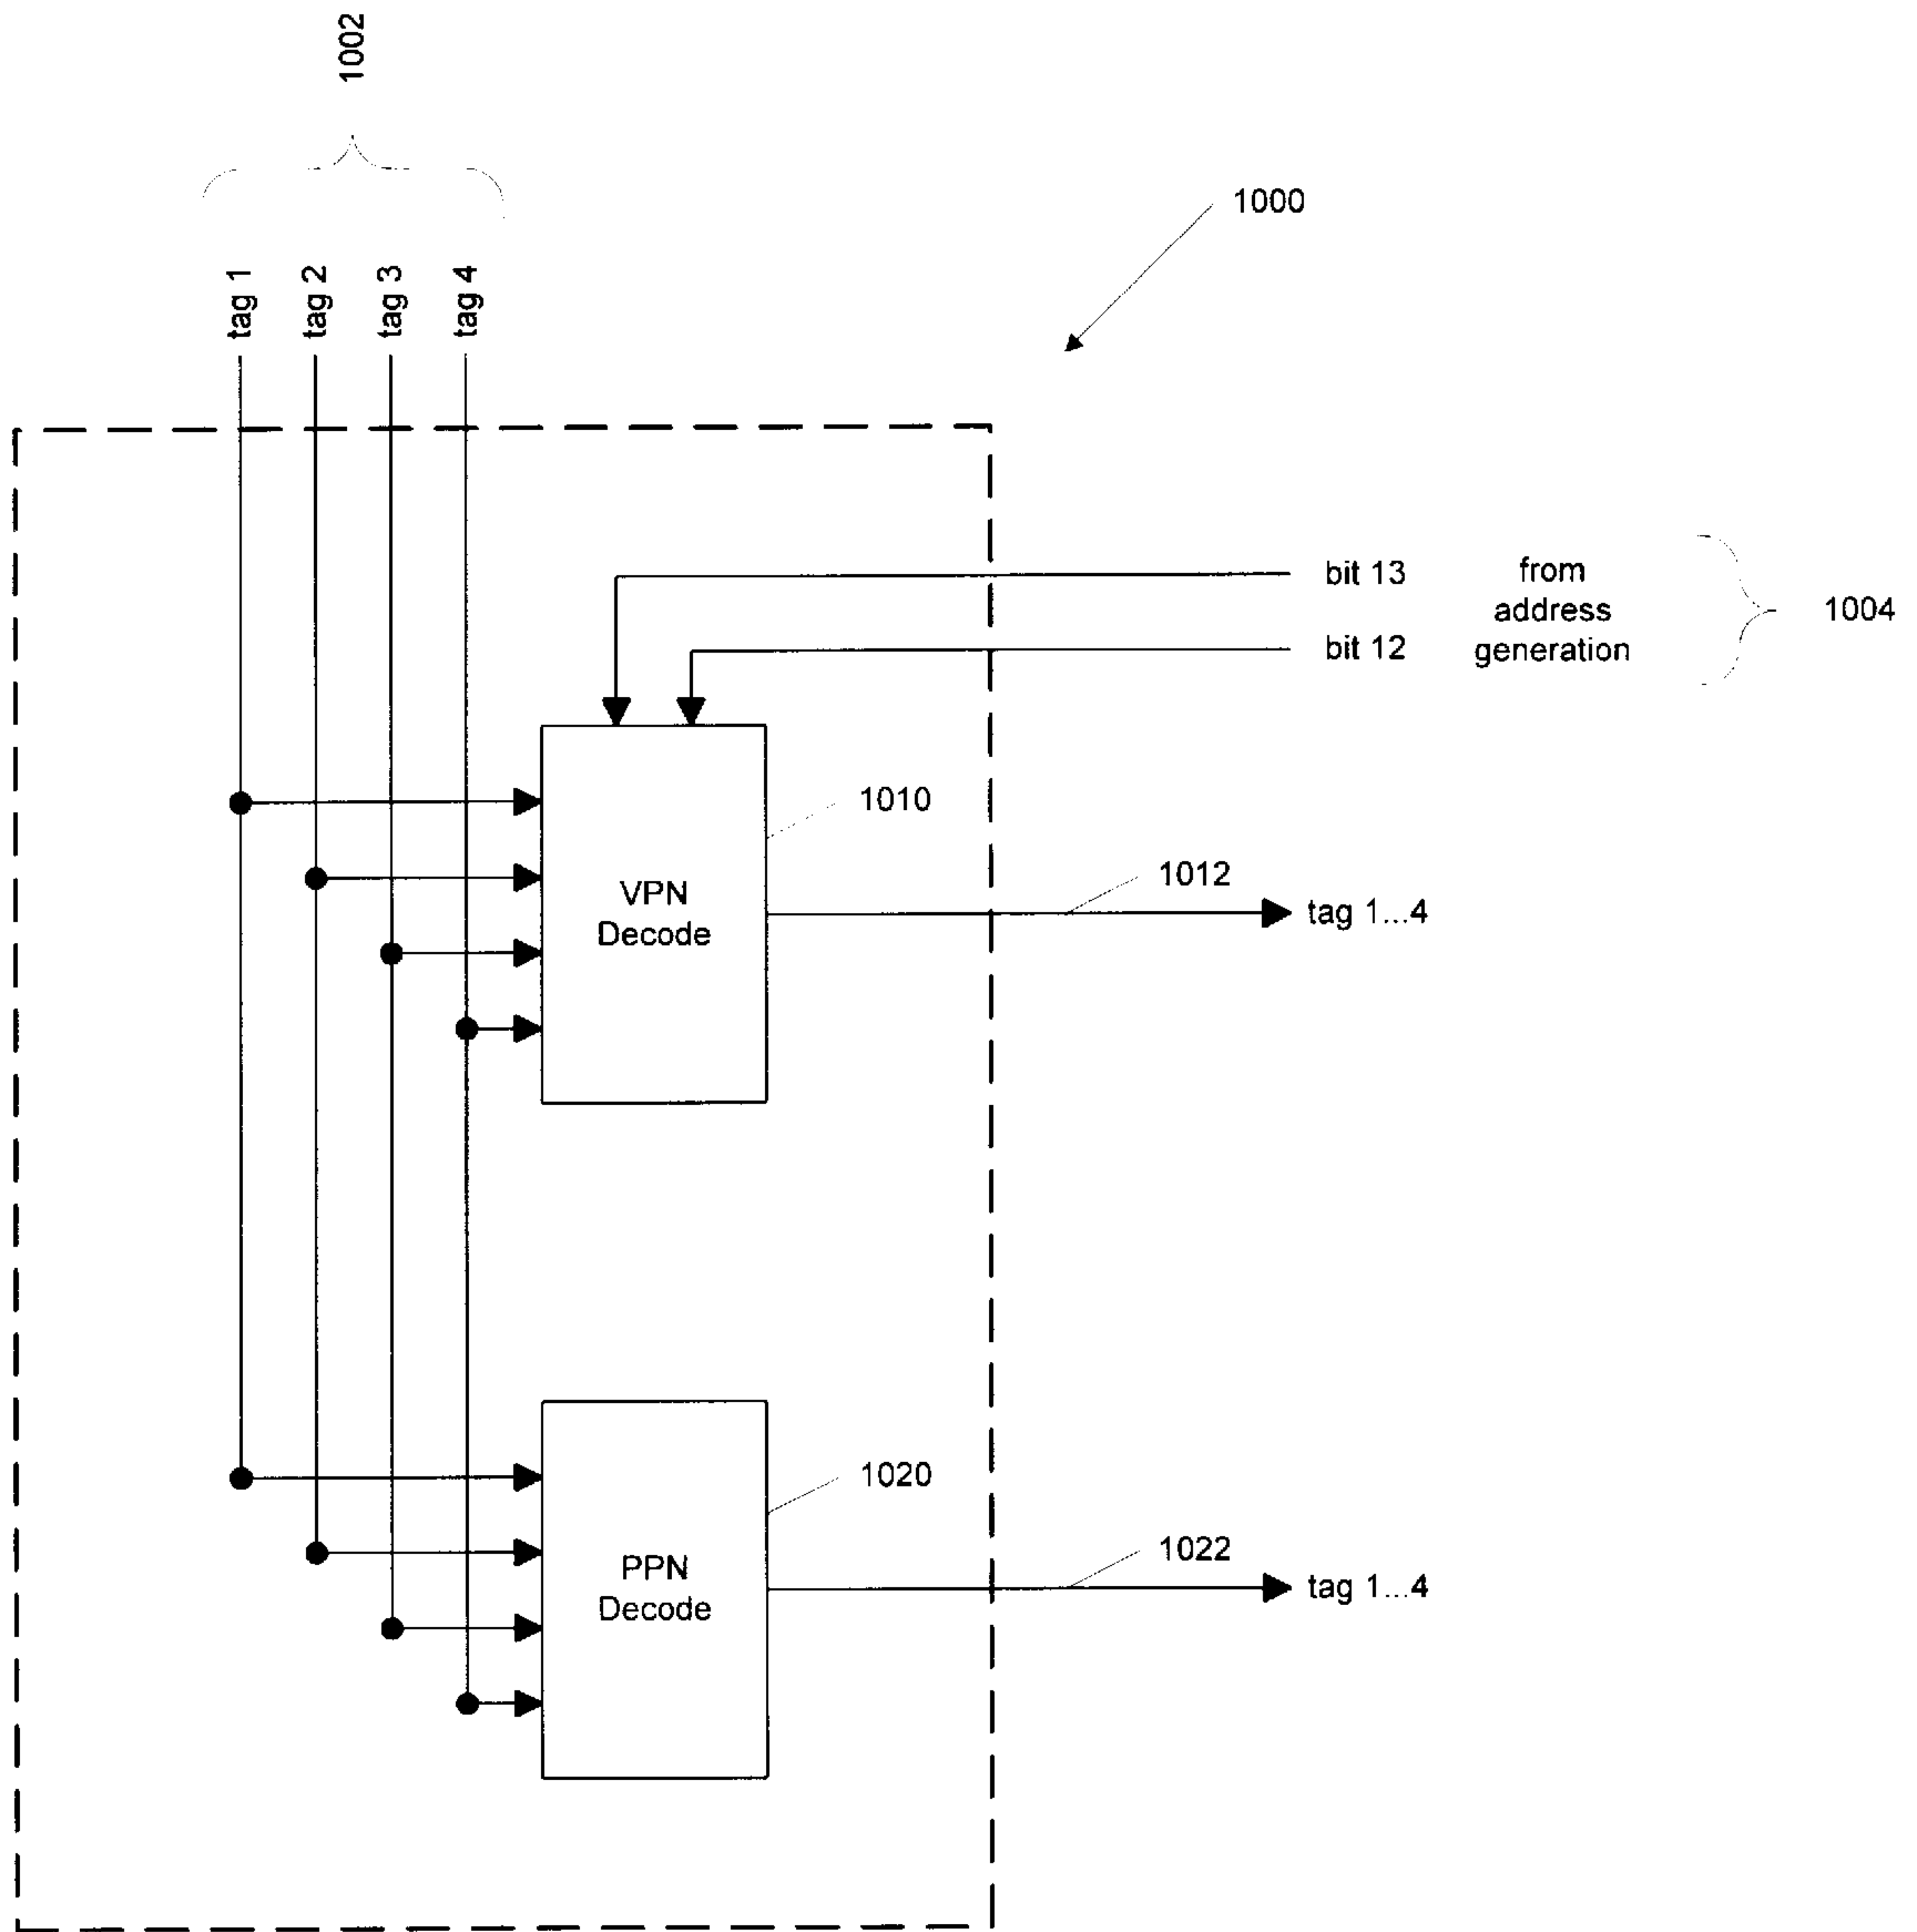 1002
1000
tag 1
tag 2
tag 3
tag 4
bit 13
bit 12
from
address
generation
1004
1010
VPN
Decode
1012
tag 1...4
1020
PPN
Decode
1022
tag 1...4